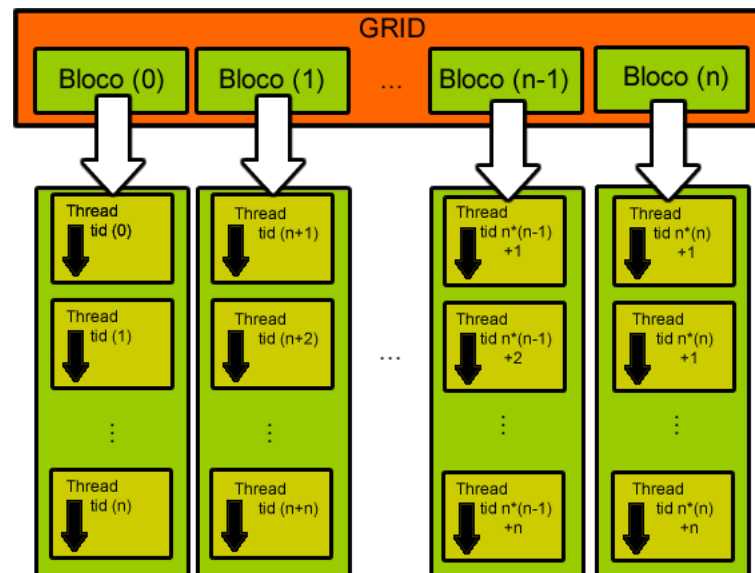 GRID
Bloco (0)
Bloco (1)
...
Bloco (n-1)
Bloco (n)
Thread
tid (0)
Thread
tid (1)
...
Thread
tid (n)
Thread
tid (n+1)
Thread
tid (n+2)
...
Thread
tid (n+n)
...
Thread
tid n*(n-1)
+1
Thread
tid n*(n-1)
+2
...
Thread
tid n*(n-1)
+n
Thread
tid n*(n)
+1
Thread
tid n*(n)
+1
...
Thread
tid n*(n)
+n